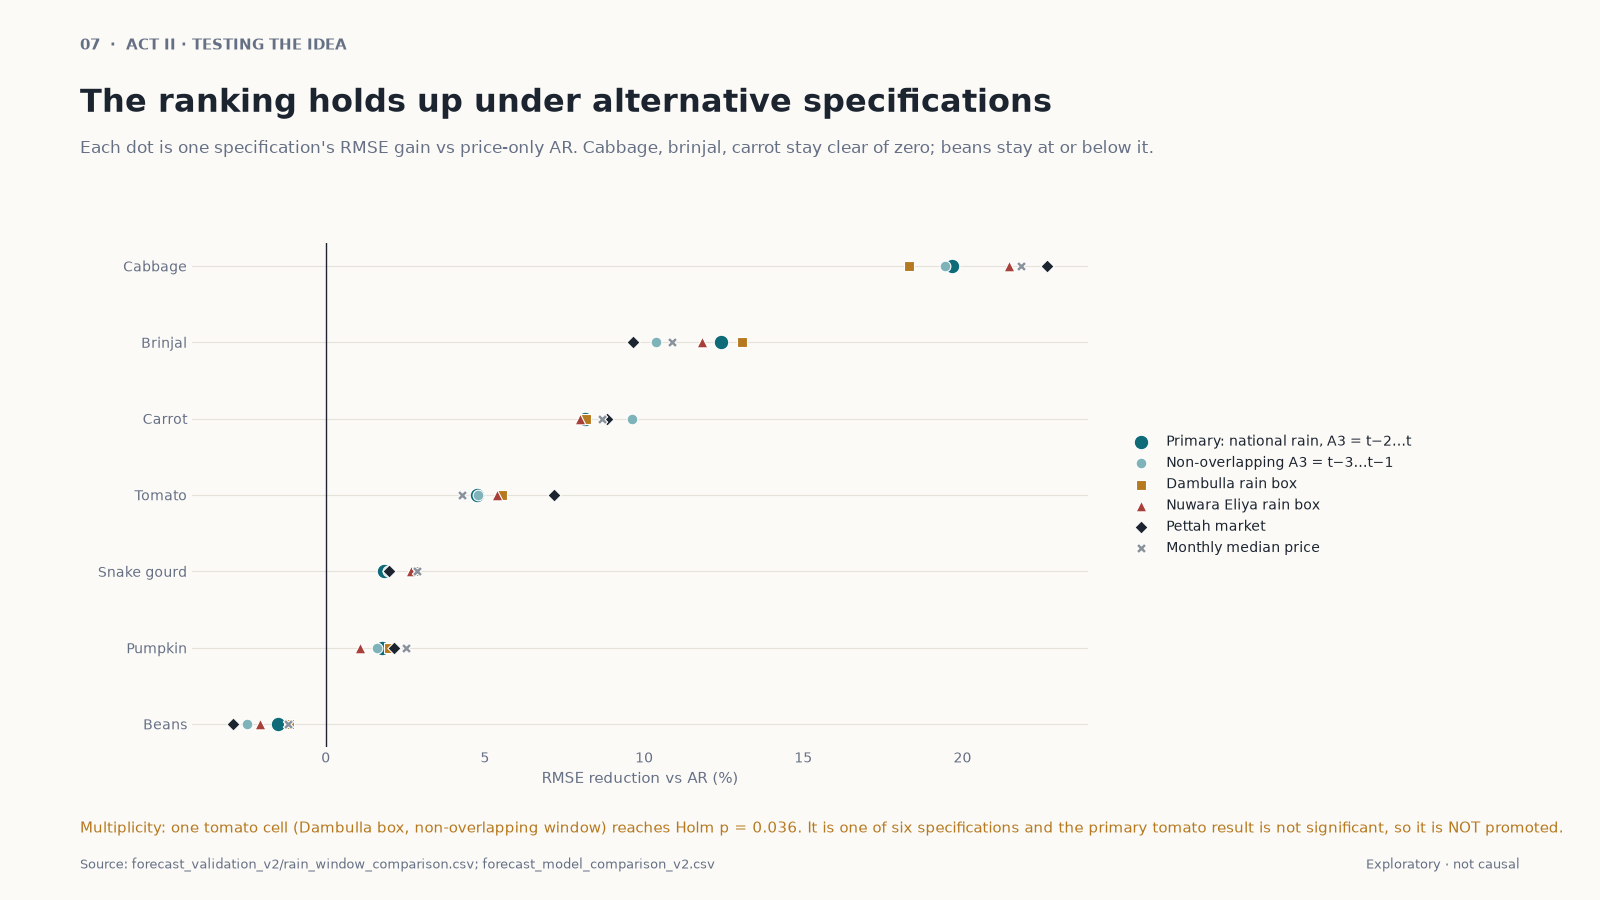 07 · ACT II · TESTING THE IDEA
The ranking holds up under alternative specifications
Each dot is one specification's RMSE gain vs price-only AR. Cabbage, brinjal, carrot stay clear of zero; beans stay at or below it.
Cabbage
Brinjal
Carrot
Tomato
Snake gourd
Pumpkin
Beans
0 5 10 15 20
RMSE reduction vs AR (%)
Primary: national rain, A3 = t−2…t
Non-overlapping A3 = t−3…t−1
Dambulla rain box
Nuwara Eliya rain box
Pettah market
Monthly median price
Multiplicity: one tomato cell (Dambulla box, non-overlapping window) reaches Holm p = 0.036. It is one of six specifications and the primary tomato result is not significant, so it is NOT promoted.
Source: forecast_validation_v2/rain_window_comparison.csv; forecast_model_comparison_v2.csv
Exploratory · not causal